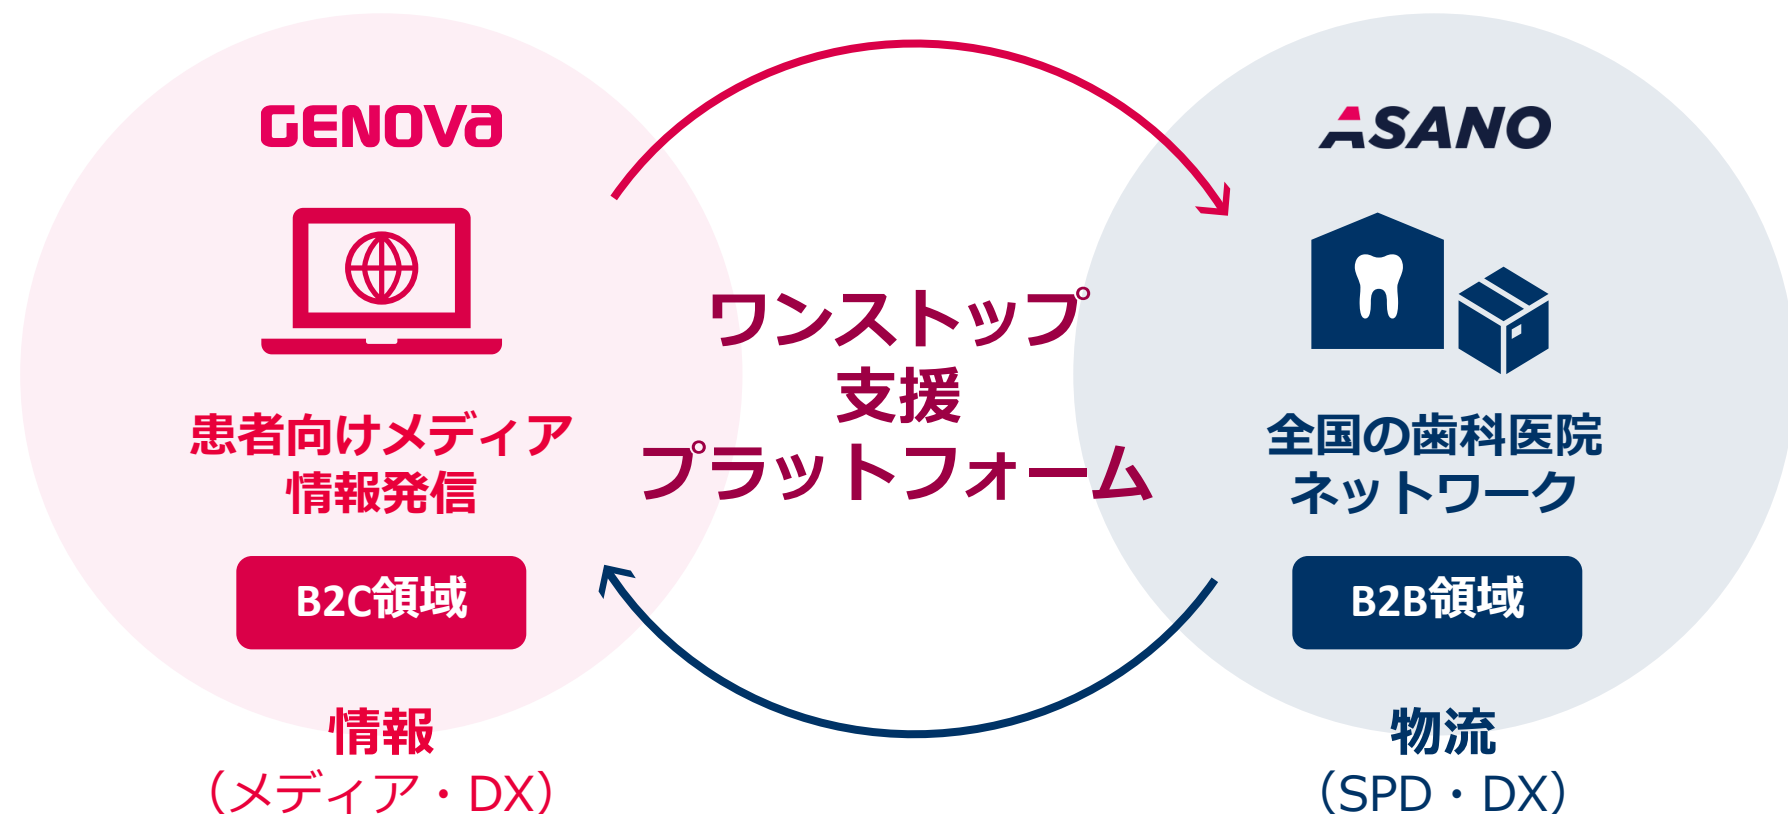 GENOVA
患者向けメディア
情報発信
B2C領域
情報
（メディア・DX）
ワンストップ
支援
プラットフォーム
ASANO
全国の歯科医院
ネットワーク
B2B領域
物流
（SPD・DX）